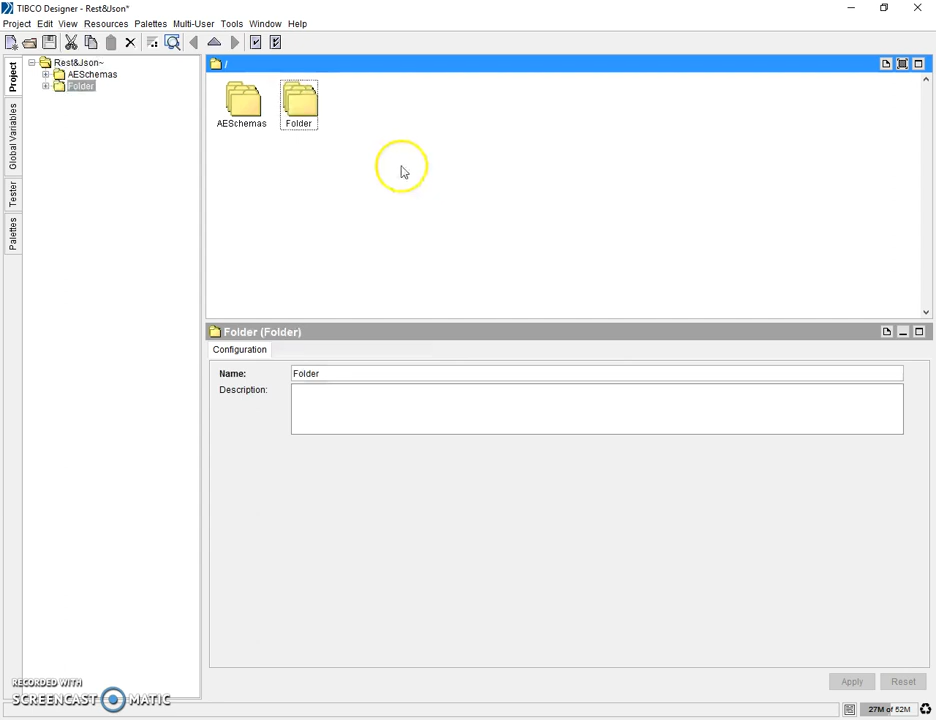 TIBCO Designer - Rest&Json*
Project Edit View Resources Palettes Multi-User Tools Window Help
Project
Global Variables
Tester
Palettes
Rest&Json~
AESchemas
Folder
/
AESchemas
Folder
Folder (Folder)
Configuration
Name:
Folder
Description:
Apply
Reset
RECORDED WITH
SCREENCAST MATIC
27M of 52M